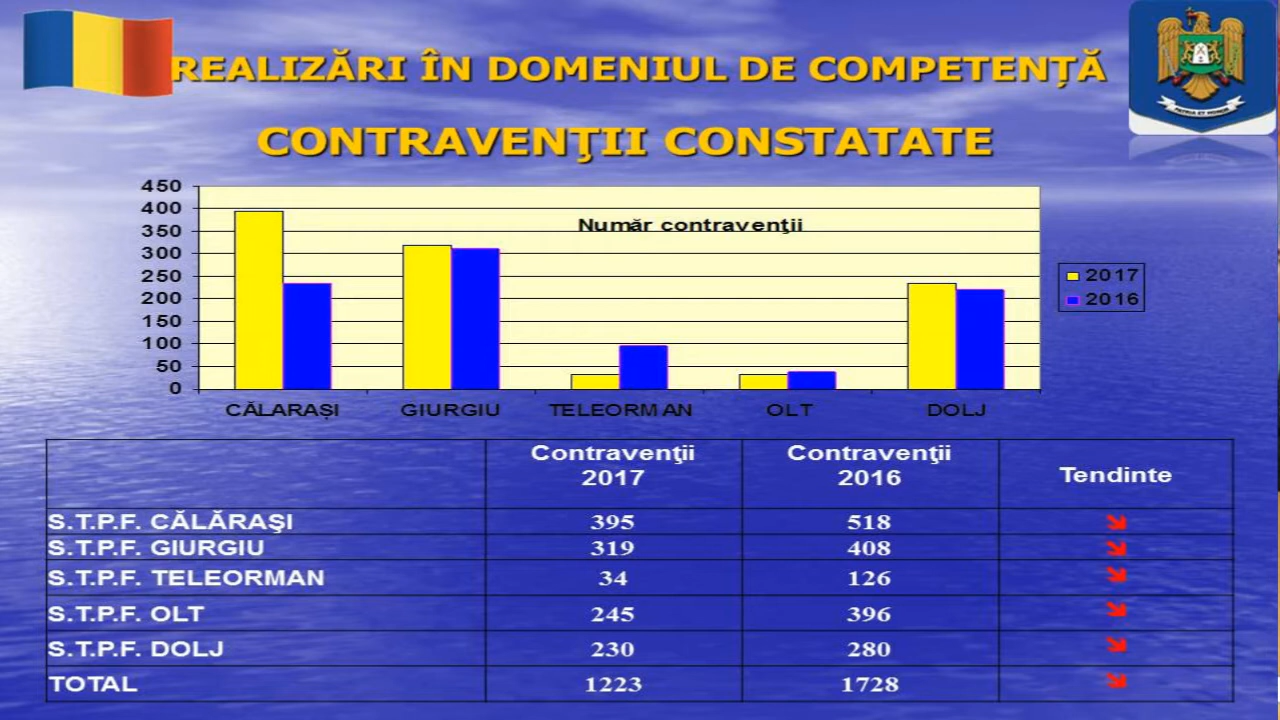 REALIZĂRI ÎN DOMENIUL DE COMPETENȚĂ
CONTRAVENŢII CONSTATATE
450
400
350
300
250
200
150
100
50
0
Număr contravenţii
2017
2016
CĂLARAȘI GIURGIU TELEORMAN OLT DOLJ
Contravenţii 2017 Contravenţii 2016 Tendinte
S.T.P.F. CĂLĂRAŞI 395 518
S.T.P.F. GIURGIU 319 408
S.T.P.F. TELEORMAN 34 126
S.T.P.F. OLT 245 396
S.T.P.F. DOLJ 230 280
TOTAL 1223 1728